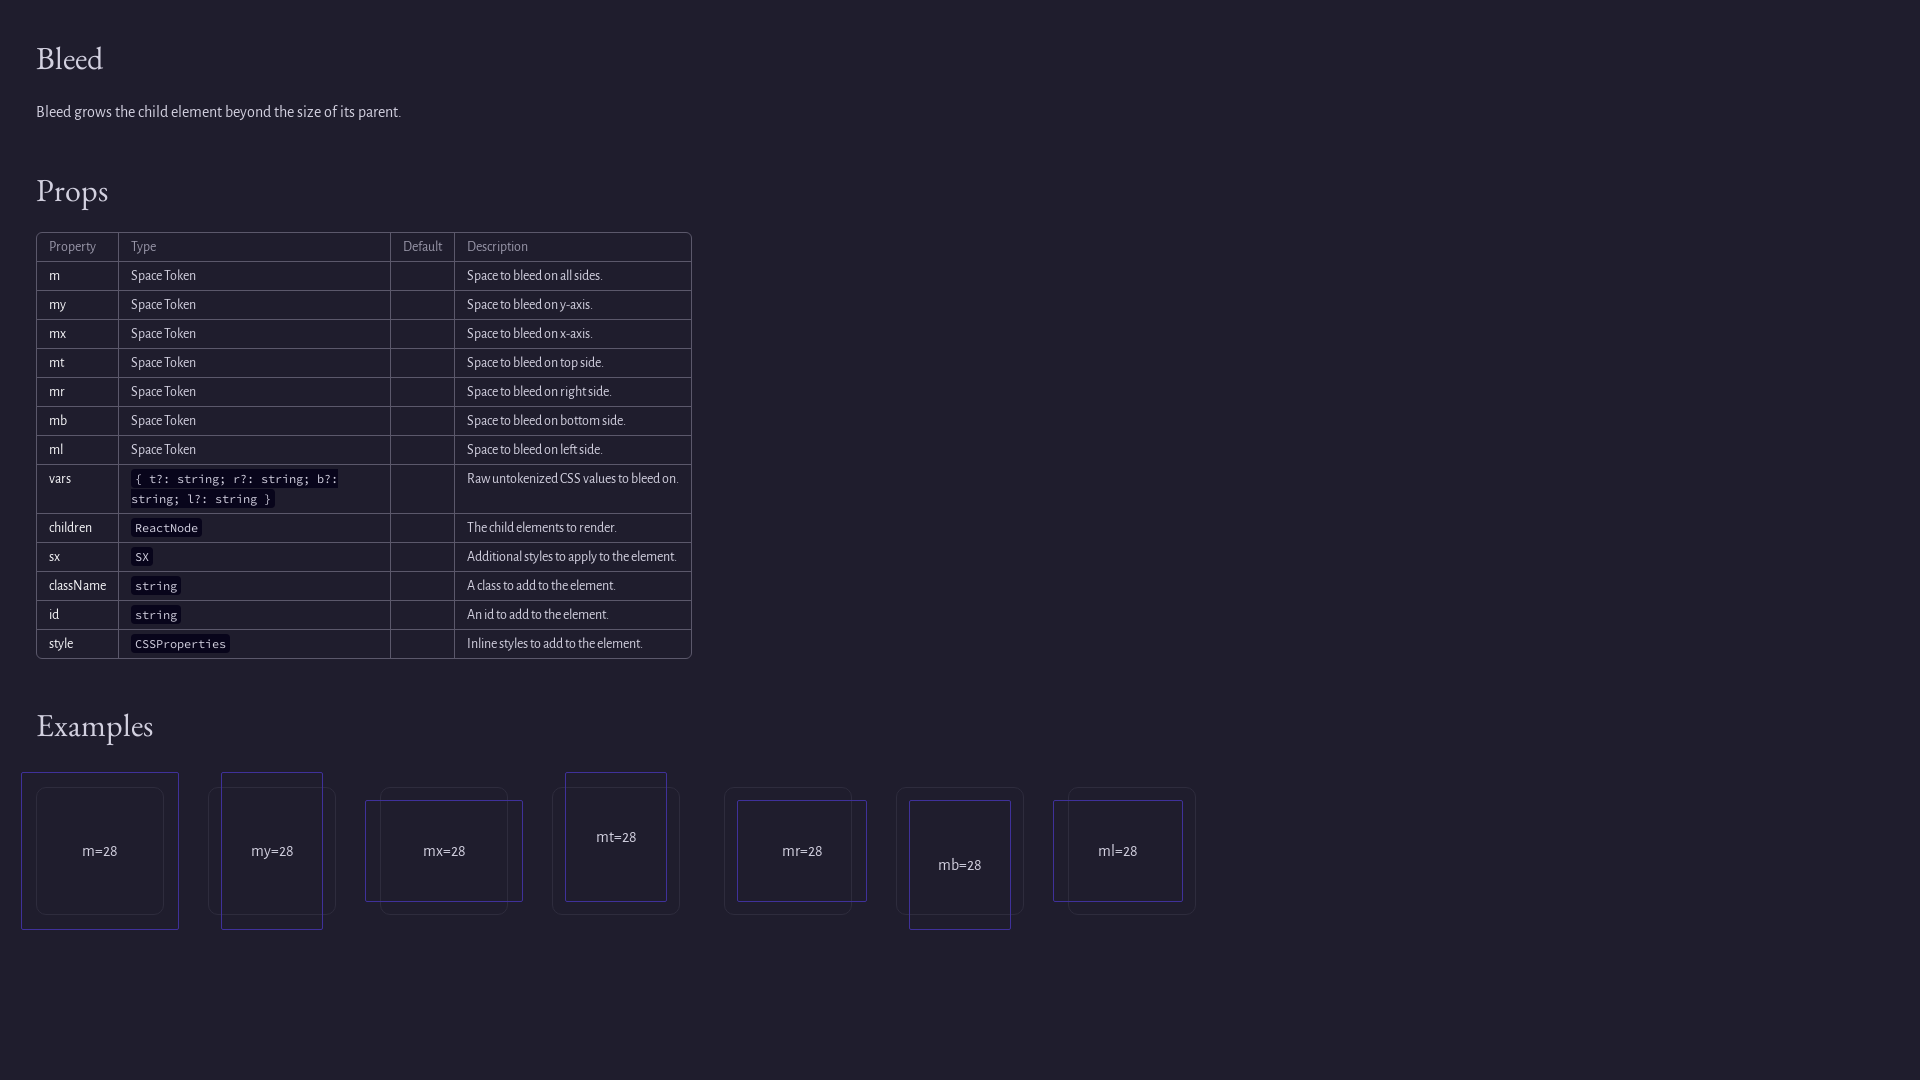 Bleed
Bleed grows the child element beyond the size of its parent.
Props
Property Type Default Description
m Space Token Space to bleed on all sides.
my Space Token Space to bleed on y-axis.
mx Space Token Space to bleed on x-axis.
mt Space Token Space to bleed on top side.
mr Space Token Space to bleed on right side.
mb Space Token Space to bleed on bottom side.
ml Space Token Space to bleed on left side.
vars { t?: string; r?: string; b?: Raw untokenized CSS values to bleed on.
string; l?: string }
children ReactNode The child elements to render.
sx SX Additional styles to apply to the element.
className string A class to add to the element.
id string An id to add to the element.
style CSSProperties Inline styles to add to the element.
Examples
m=28 my=28 mx=28 mt=28 mr=28 mb=28 ml=28